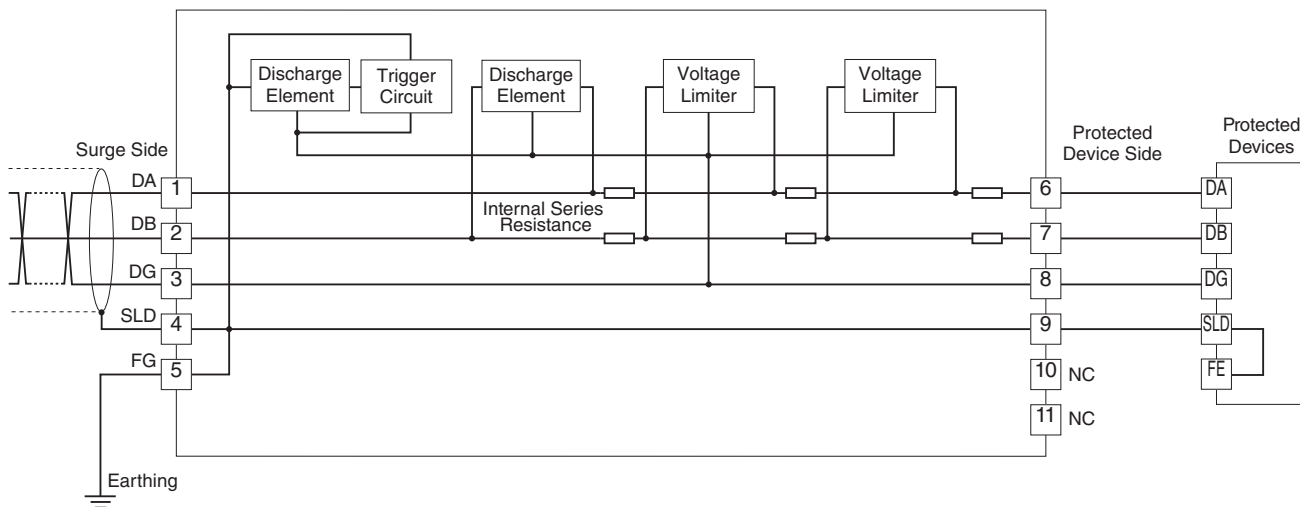 Discharge
Element
Trigger
Circuit
Discharge
Element
Voltage
Limiter
Voltage
Limiter
Surge Side
Protected
Device Side
Protected
Devices
DA
1
6
DA
Internal Series
Resistance
DB
2
7
DB
DG
3
8
DG
SLD
4
9
SLD
FG
5
10
NC
FE
11
NC
Earthing